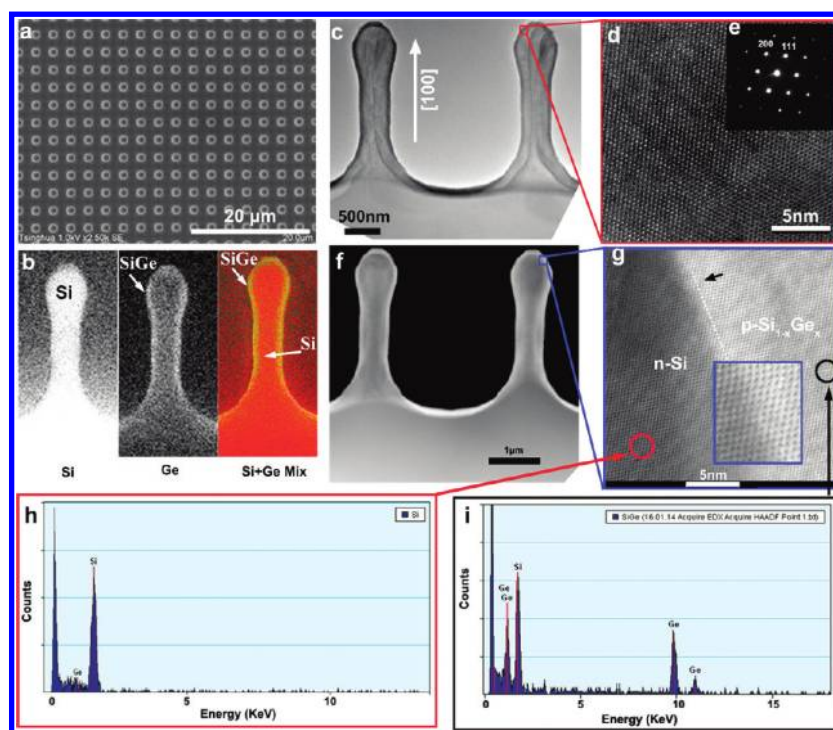 a
20 µm
Tsinghua 1.0kV x2.50k SE
20.0µm
c
[100]
500nm
d
e
200 111
5nm
b
Si
SiGe
SiGe
Si
Si
Ge
Si+Ge Mix
f
1µm
g
n-Si
p-Si1-xGex
5nm
h
Si
Counts
Si
Ge
0
5
10
Energy (KeV)
i
SiGe (16.01.14 Acquire EDX Acquire HAADF Point 1.td)
Counts
Ge
Ge
Si
Ge
Ge
0
5
10
15
Energy (KeV)